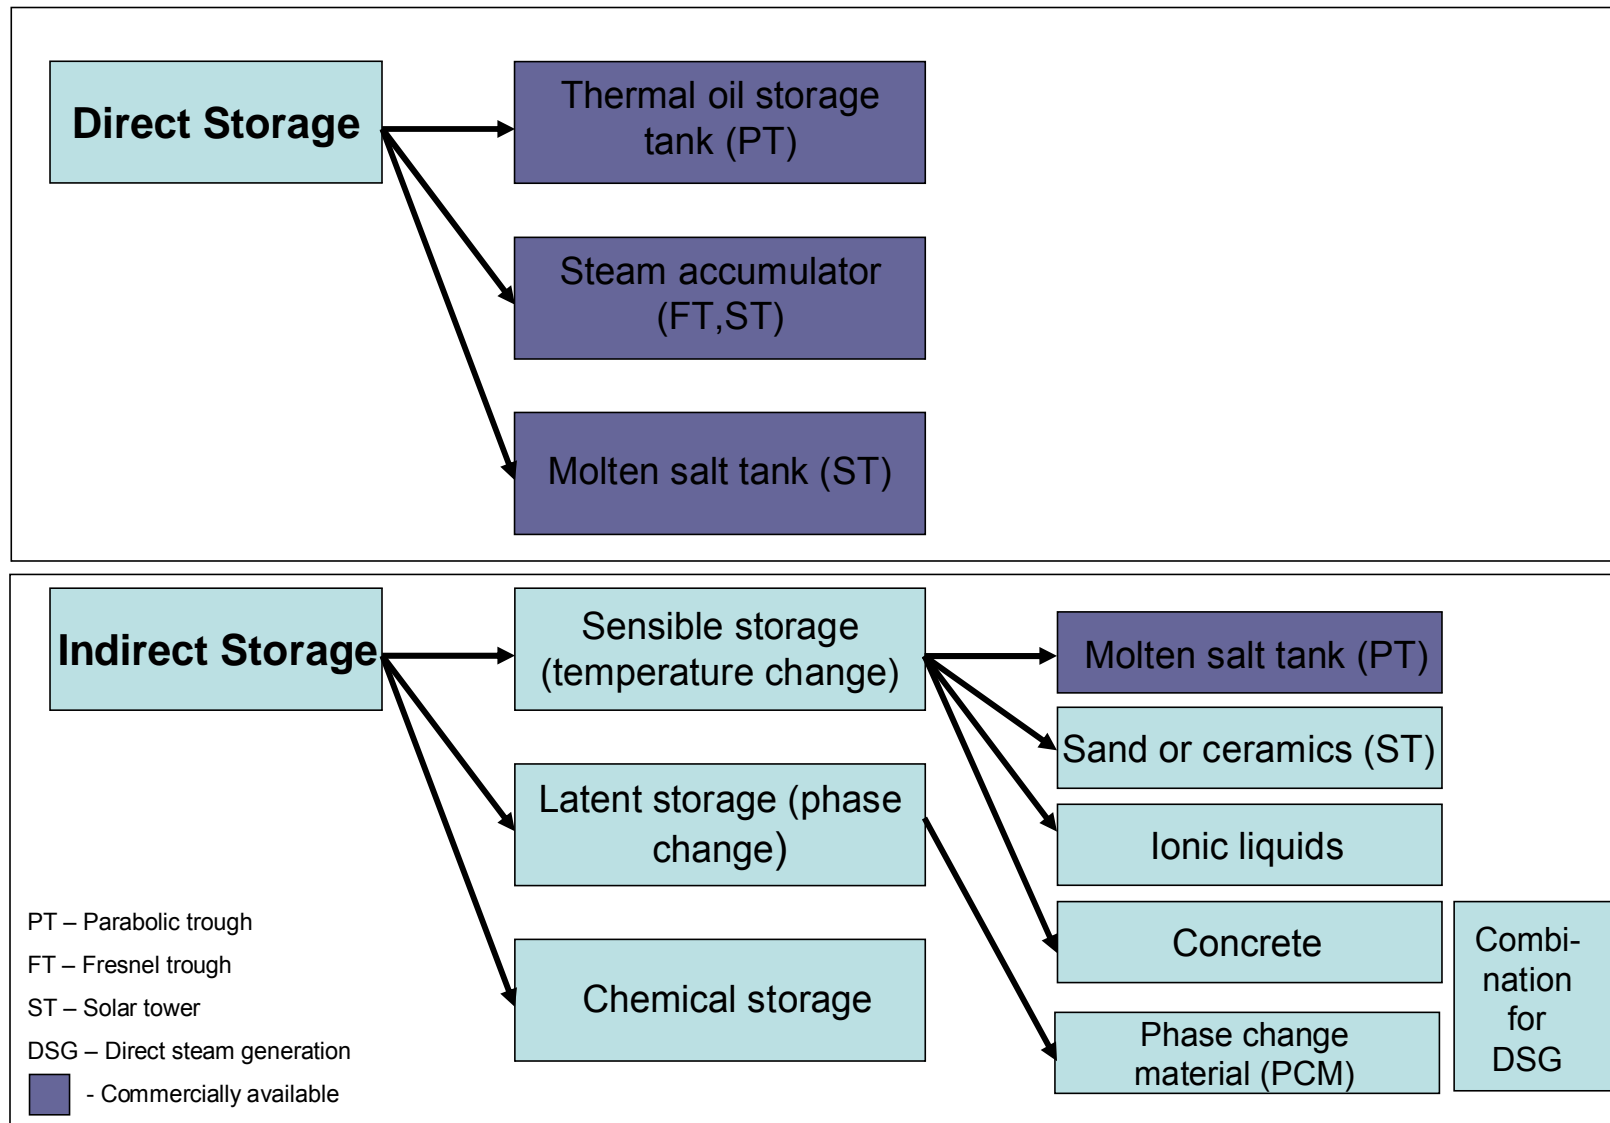 Direct Storage
Thermal oil storage
tank (PT)
Steam accumulator
(FT,ST)
Molten salt tank (ST)
Indirect Storage
Sensible storage
(temperature change)
Latent storage (phase
change)
Chemical storage
Molten salt tank (PT)
Sand or ceramics (ST)
Ionic liquids
Concrete
Phase change
material (PCM)
Combi-
nation
for
DSG
PT – Parabolic trough
FT – Fresnel trough
ST – Solar tower
DSG – Direct steam generation
- Commercially available